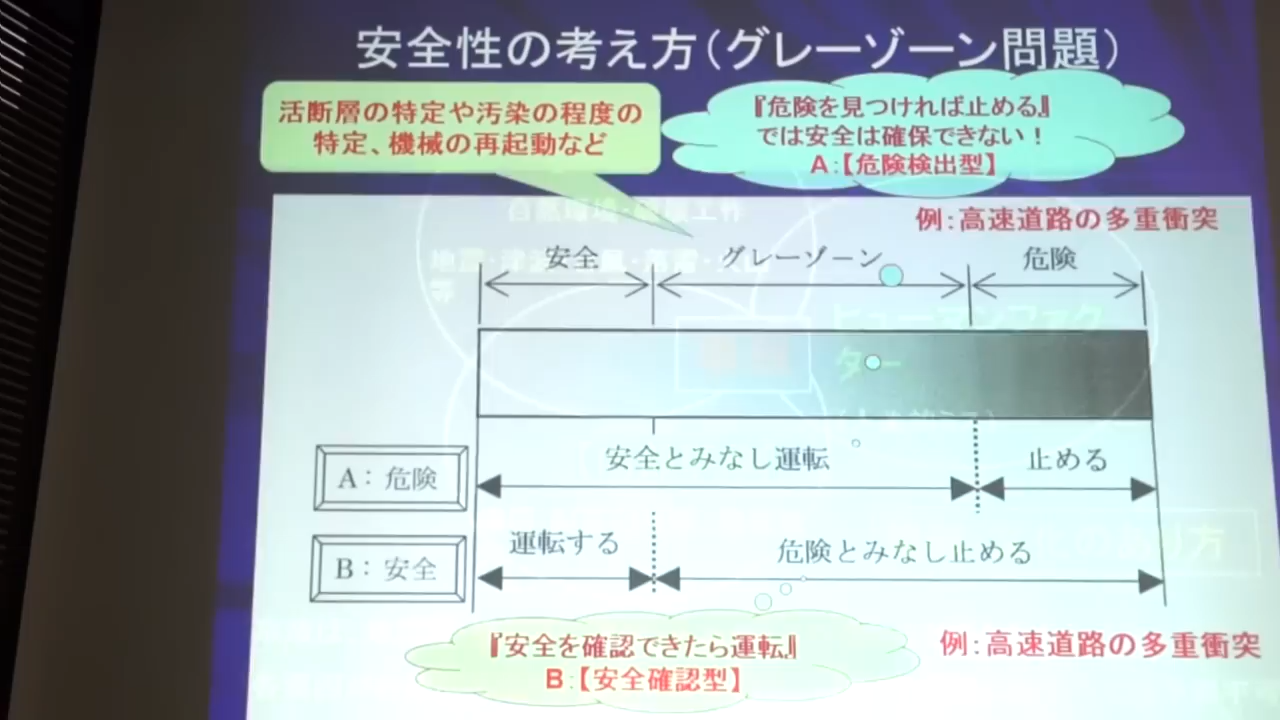 安全性の考え方（グレーゾーン問題）
活断層の特定や汚染の程度の
特定、機械の再起動など
『危険を見つければ止める』
では安全は確保できない！
A：【危険検出型】
例：高速道路の多重衝突
安全
グレーゾーン
危険
A：危険
安全とみなし運転
止める
B：安全
運転する
危険とみなし止める
『安全を確認できたら運転』
B：【安全確認型】
例：高速道路の多重衝突